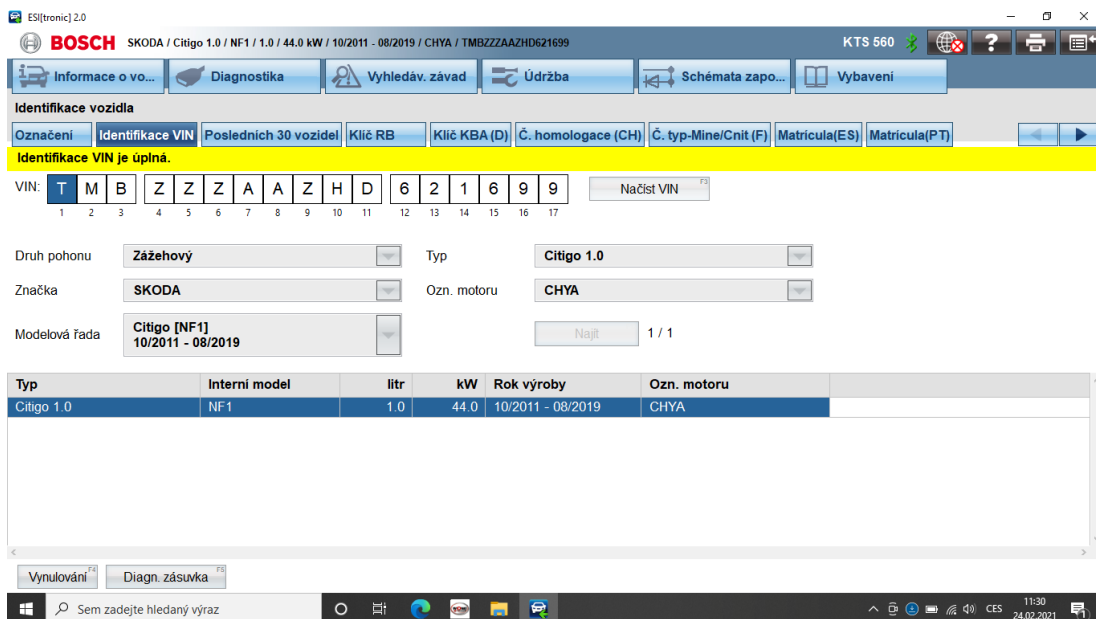 ESI[tronic] 2.0
BOSCH SKODA / Citigo 1.0 / NF1 / 1.0 / 44.0 kW / 10/2011 - 08/2019 / CHYA / TMBZZZAAZHD621699 KTS 560 ?
Informace o vo... Diagnostika Vyhledáv. závad Údržba Schémata zapo... Vybavení
Identifikace vozidla
Označení Identifikace VIN Posledních 30 vozidel Klíč RB Klíč KBA (D) Č. homologace (CH) Č. typ-Mine/Cnit (F) Matrícula(ES) Matrícula(PT)
Identifikace VIN je úplná.
VIN: T M B Z Z Z A A Z H D 6 2 1 6 9 9 Načíst VIN F3
1 2 3 4 5 6 7 8 9 10 11 12 13 14 15 16 17
Druh pohonu Zážehový Typ Citigo 1.0
Značka SKODA Ozn. motoru CHYA
Modelová řada Citigo [NF1]
10/2011 - 08/2019
Najít 1 / 1
Typ Interní model litr kW Rok výroby Ozn. motoru
Citigo 1.0 NF1 1.0 44.0 10/2011 - 08/2019 CHYA
Vynulování F4 Diagn. zásuvka F5
Sem zadejte hledaný výraz CES 11:30
24.02.2021